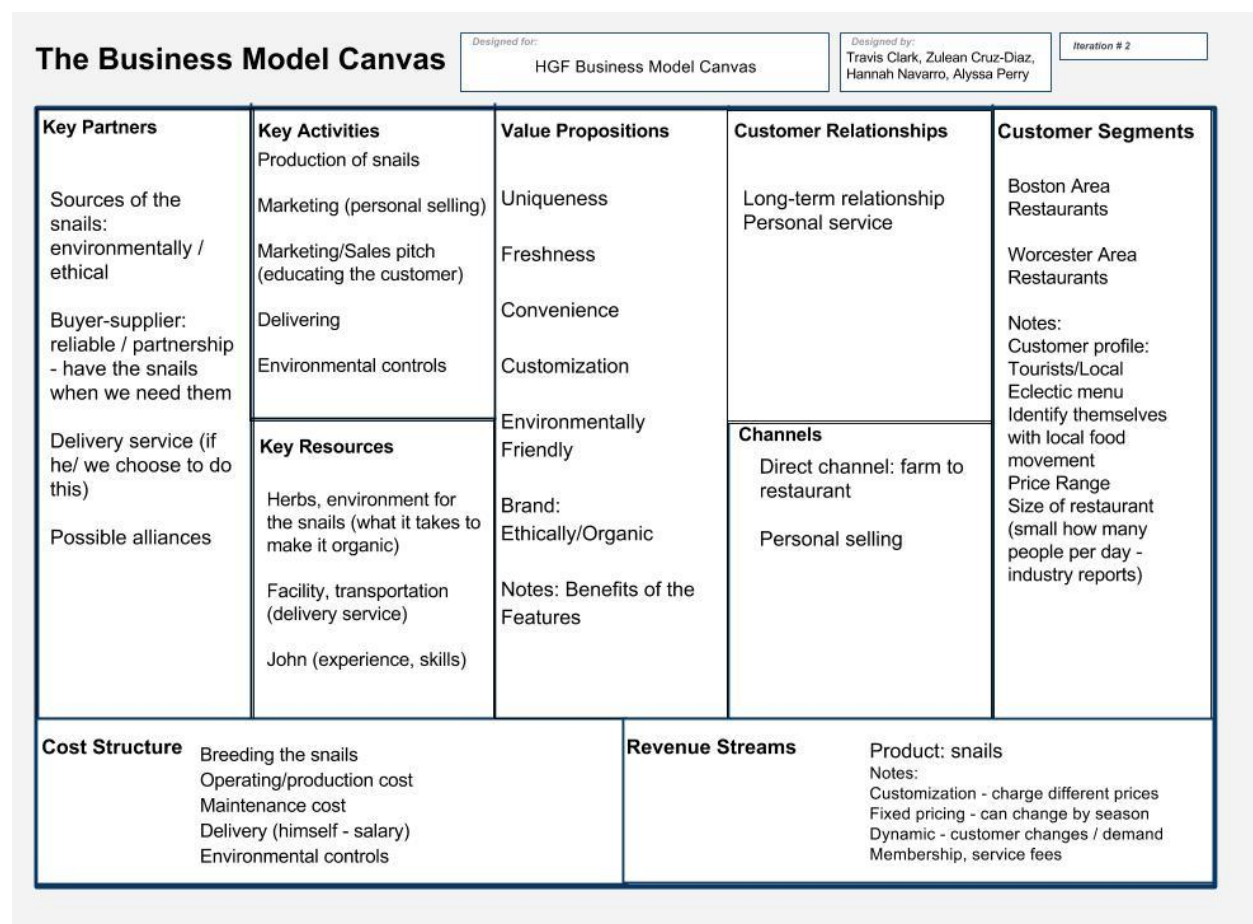 The Business Model Canvas
Designed for:
HGF Business Model Canvas
Designed by:
Travis Clark, Zulean Cruz-Diaz,
Hannah Navarro, Alyssa Perry
Iteration # 2
Key Partners
Sources of the
snails:
environmentally /
ethical
Buyer-supplier:
reliable / partnership
- have the snails
when we need them
Delivery service (if
he/ we choose to do
this)
Possible alliances
Key Activities
Production of snails
Marketing (personal selling)
Marketing/Sales pitch
(educating the customer)
Delivering
Environmental controls
Key Resources
Herbs, environment for
the snails (what it takes to
make it organic)
Facility, transportation
(delivery service)
John (experience, skills)
Value Propositions
Uniqueness
Freshness
Convenience
Customization
Environmentally
Friendly
Brand:
Ethically/Organic
Notes: Benefits of the
Features
Customer Relationships
Long-term relationship
Personal service
Channels
Direct channel: farm to
restaurant
Personal selling
Customer Segments
Boston Area
Restaurants
Worcester Area
Restaurants
Notes:
Customer profile:
Tourists/Local
Eclectic menu
Identify themselves
with local food
movement
Price Range
Size of restaurant
(small how many
people per day -
industry reports)
Cost Structure
Breeding the snails
Operating/production cost
Maintenance cost
Delivery (himself - salary)
Environmental controls
Revenue Streams
Product: snails
Notes:
Customization - charge different prices
Fixed pricing - can change by season
Dynamic - customer changes / demand
Membership, service fees